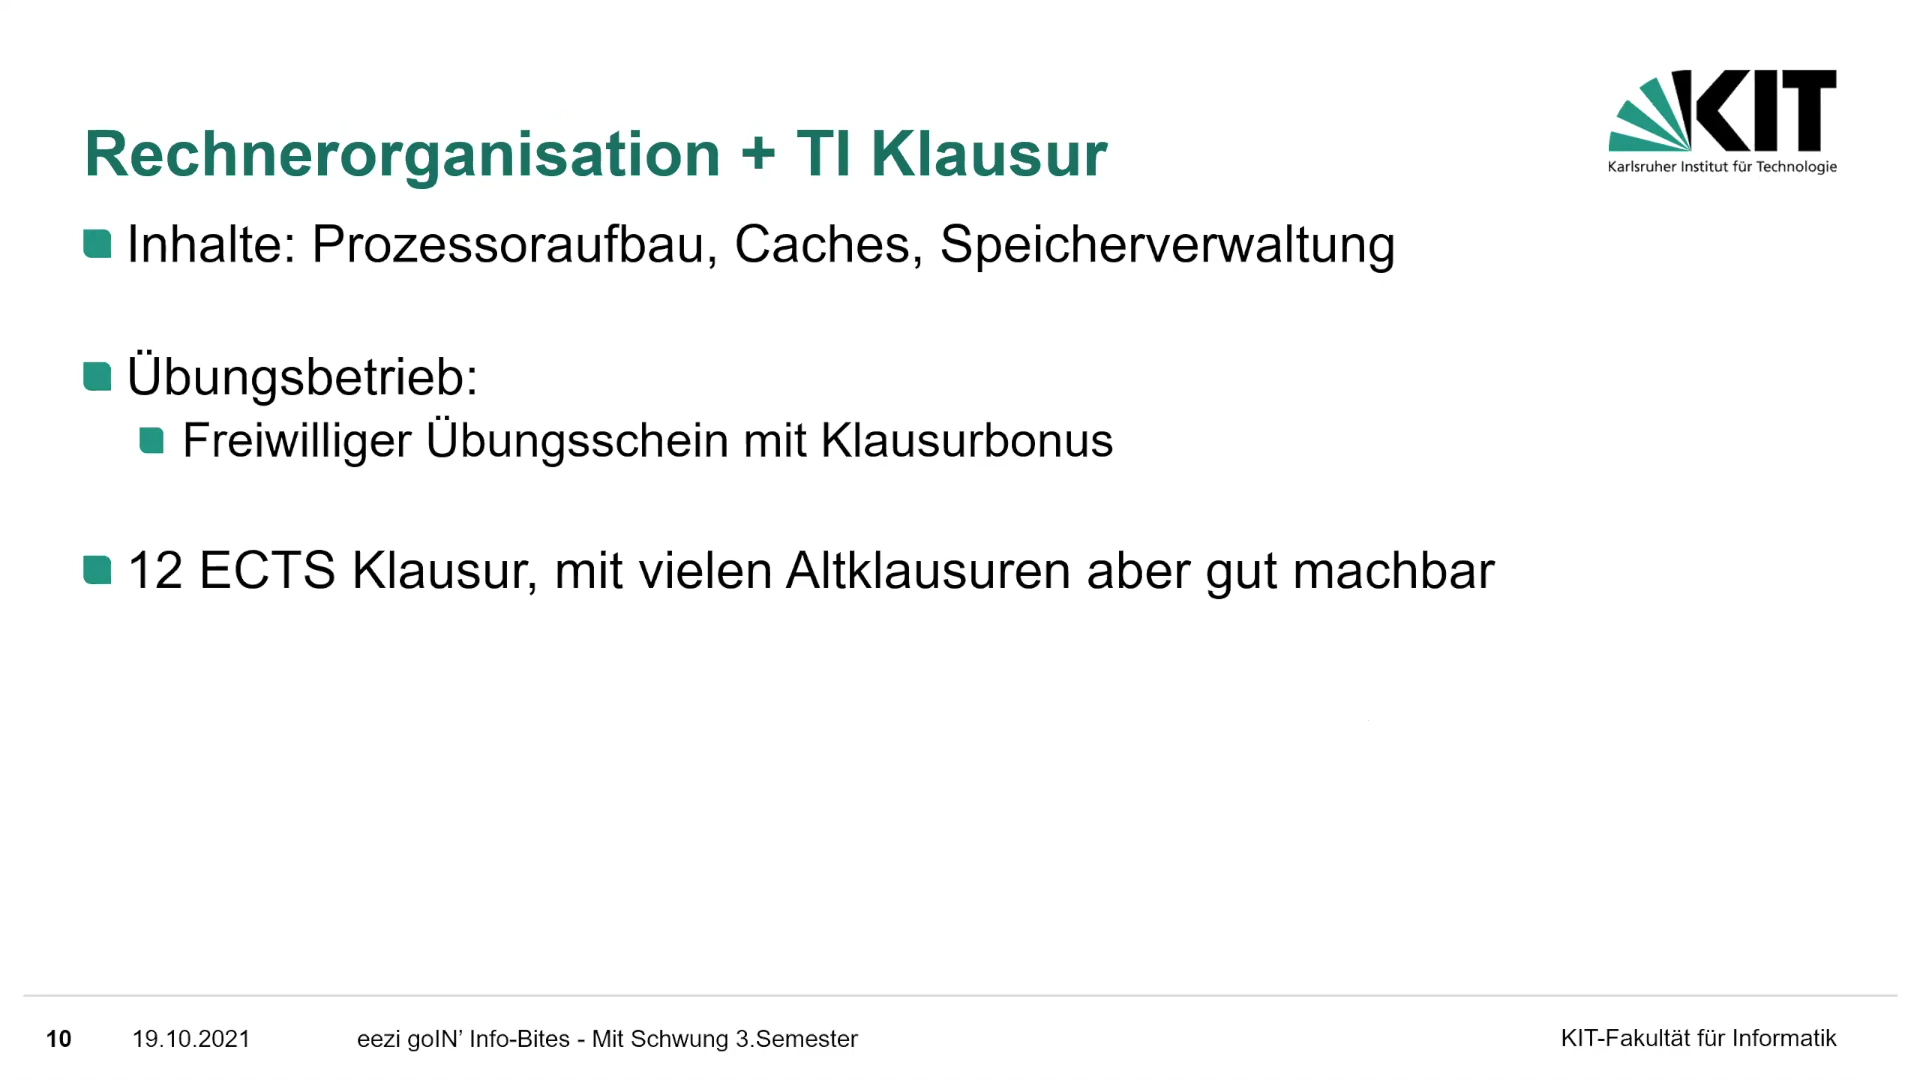 KIT
Karlsruher Institut für Technologie
Rechnerorganisation + TI Klausur
Inhalte: Prozessoraufbau, Caches, Speicherverwaltung
Übungsbetrieb:
Freiwilliger Übungsschein mit Klausurbonus
12 ECTS Klausur, mit vielen Altklausuren aber gut machbar
10 19.10.2021 eezi goIN’ Info-Bites - Mit Schwung 3.Semester KIT-Fakultät für Informatik